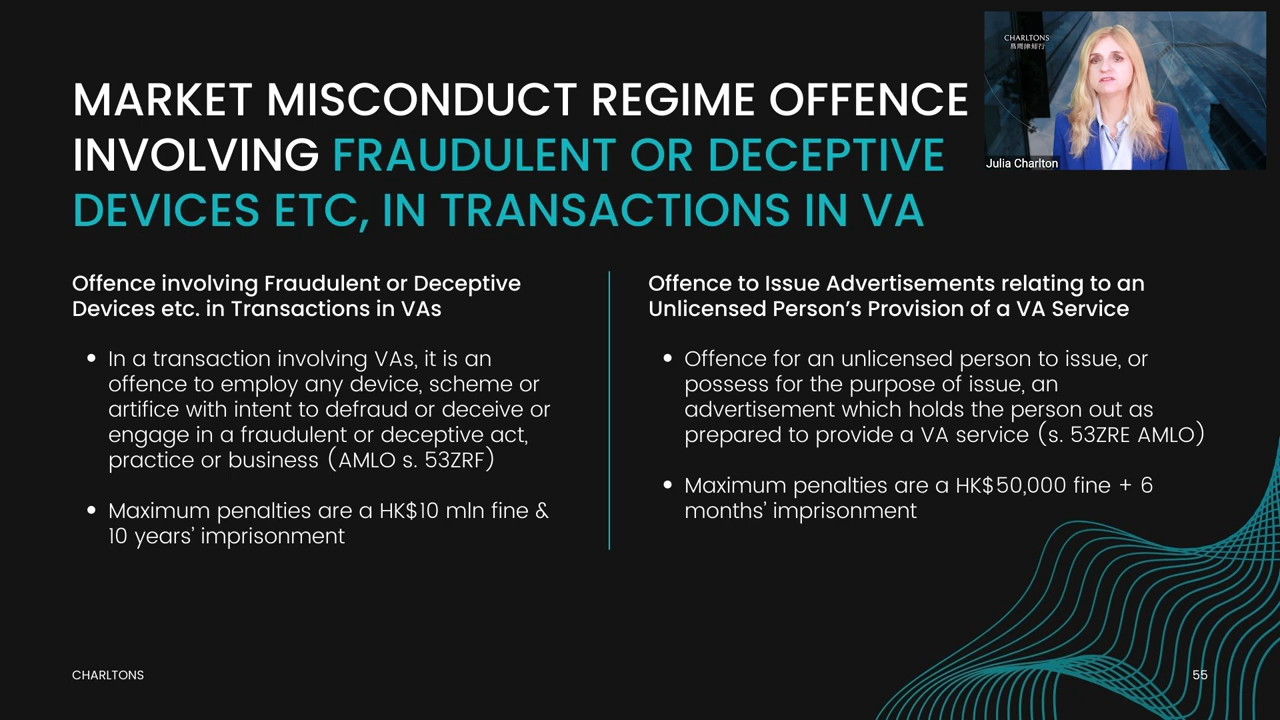 MARKET MISCONDUCT REGIME OFFENCE
INVOLVING FRAUDULENT OR DECEPTIVE
DEVICES ETC, IN TRANSACTIONS IN VA
CHARLTONS
易周律師行
Julia Charlton
Offence involving Fraudulent or Deceptive
Devices etc. in Transactions in VAs
• In a transaction involving VAs, it is an
offence to employ any device, scheme or
artifice with intent to defraud or deceive or
engage in a fraudulent or deceptive act,
practice or business (AMLO s. 53ZRF)
• Maximum penalties are a HK$10 mln fine &
10 years’ imprisonment
Offence to Issue Advertisements relating to an
Unlicensed Person’s Provision of a VA Service
• Offence for an unlicensed person to issue, or
possess for the purpose of issue, an
advertisement which holds the person out as
prepared to provide a VA service (s. 53ZRE AMLO)
• Maximum penalties are a HK$50,000 fine + 6
months’ imprisonment
CHARLTONS
55